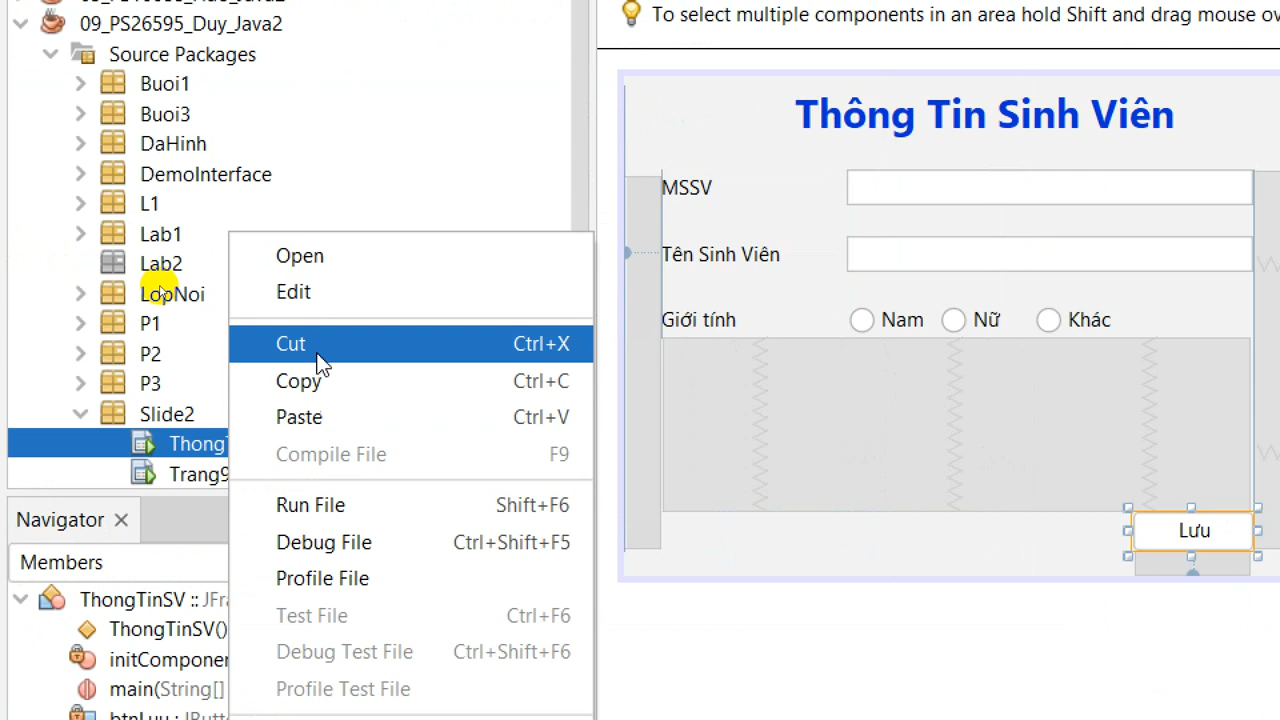 09_PS26595_Duy_Java2
To select multiple components in an area hold Shift and drag mouse
Source Packages
Buoi1
Buoi3
DaHinh
DemoInterface
L1
Lab1
Lab2
LopNoi
P1
P2
P3
Slide2
Trang9
Open
Edit
Cut Ctrl+X
Copy Ctrl+C
Paste Ctrl+V
Compile File F9
Run File Shift+F6
Debug File Ctrl+Shift+F5
Profile File
Test File Ctrl+F6
Debug Test File Ctrl+Shift+F6
Profile Test File
Thông Tin Sinh Viên
MSSV
Tên Sinh Viên
Giới tính Nam Nữ Khác
Lưu
Navigator
Members
ThongTinSV :: JFra
ThongTinSV()
initComponen
main(String[]